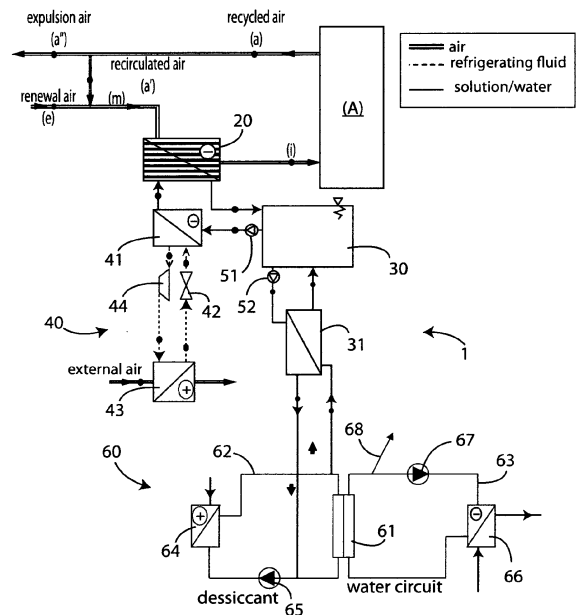 expulsion air
recycled air
(a")
(a)
air
recirculated air
refrigerating fluid
renewal air
(a')
solution/water
(m)
(A)
(e)
20
(i)
41
51
30
44
42
52
40
31
1
external air
43
68
67
62
63
60
64
61
66
dessiccant
water circuit
65